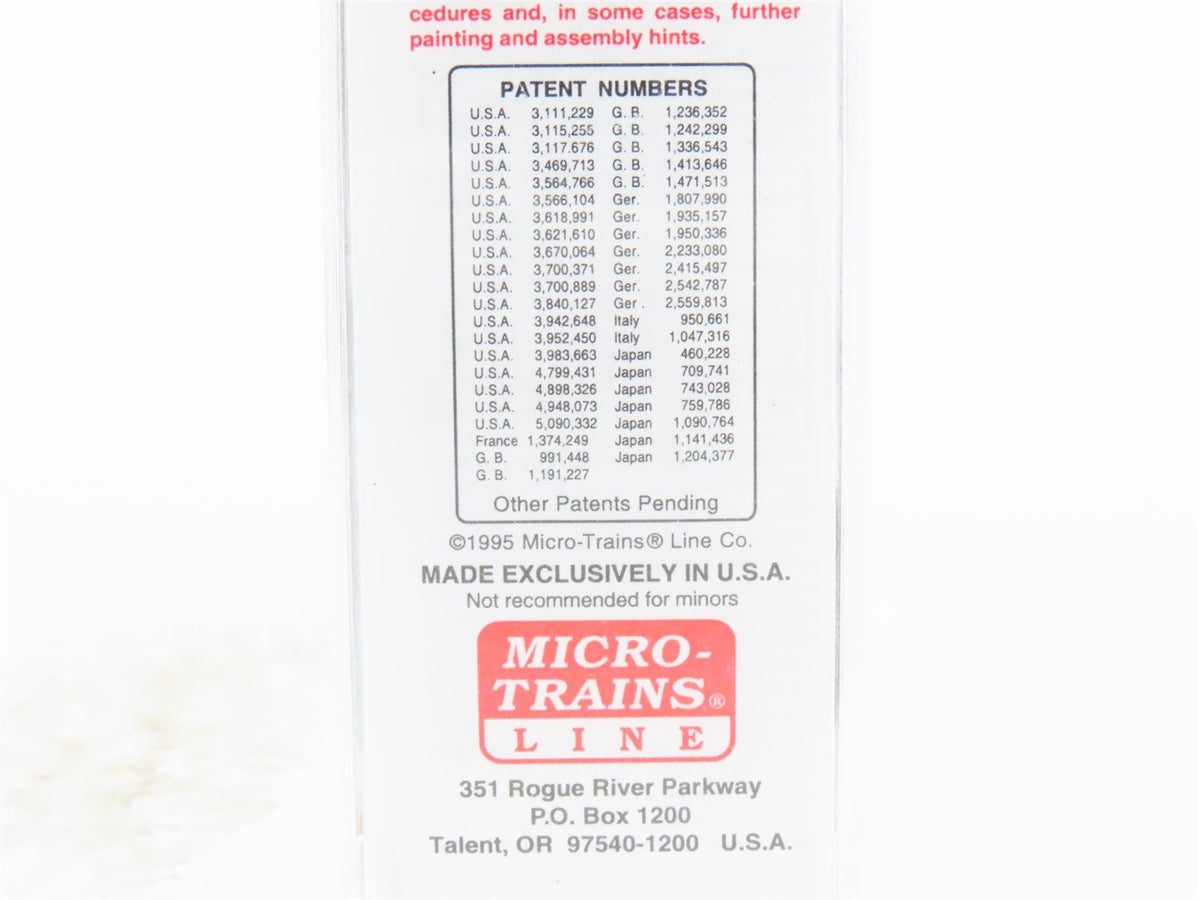 cedures and, in some cases, further
painting and assembly hints.
PATENT NUMBERS
U.S.A. 3,111,229 G. B. 1,236,352
U.S.A. 3,115,255 G. B. 1,242,299
U.S.A. 3,117.676 G. B. 1,336,543
U.S.A. 3,469,713 G. B. 1,413,646
U.S.A. 3,564,766 G. B. 1,471,513
U.S.A. 3,566,104 Ger. 1,807,990
U.S.A. 3,618,991 Ger. 1,935,157
U.S.A. 3,621,610 Ger. 1,950,336
U.S.A. 3,670,064 Ger. 2,233,080
U.S.A. 3,700,371 Ger. 2,415,497
U.S.A. 3,700,889 Ger. 2,542,787
U.S.A. 3,840,127 Ger . 2,559,813
U.S.A. 3,942,648 Italy 950,661
U.S.A. 3,952,450 Italy 1,047,316
U.S.A. 3,983,663 Japan 460,228
U.S.A. 4,799,431 Japan 709,741
U.S.A. 4,898,326 Japan 743,028
U.S.A. 4,948,073 Japan 759,786
U.S.A. 5,090,332 Japan 1,090,764
France 1,374,249 Japan 1,141,436
G. B. 991,448 Japan 1,204,377
G. B. 1,191,227
Other Patents Pending
©1995 Micro-Trains® Line Co.
MADE EXCLUSIVELY IN U.S.A.
Not recommended for minors
MICRO-
TRAINS®
LINE
351 Rogue River Parkway
P.O. Box 1200
Talent, OR 97540-1200 U.S.A.